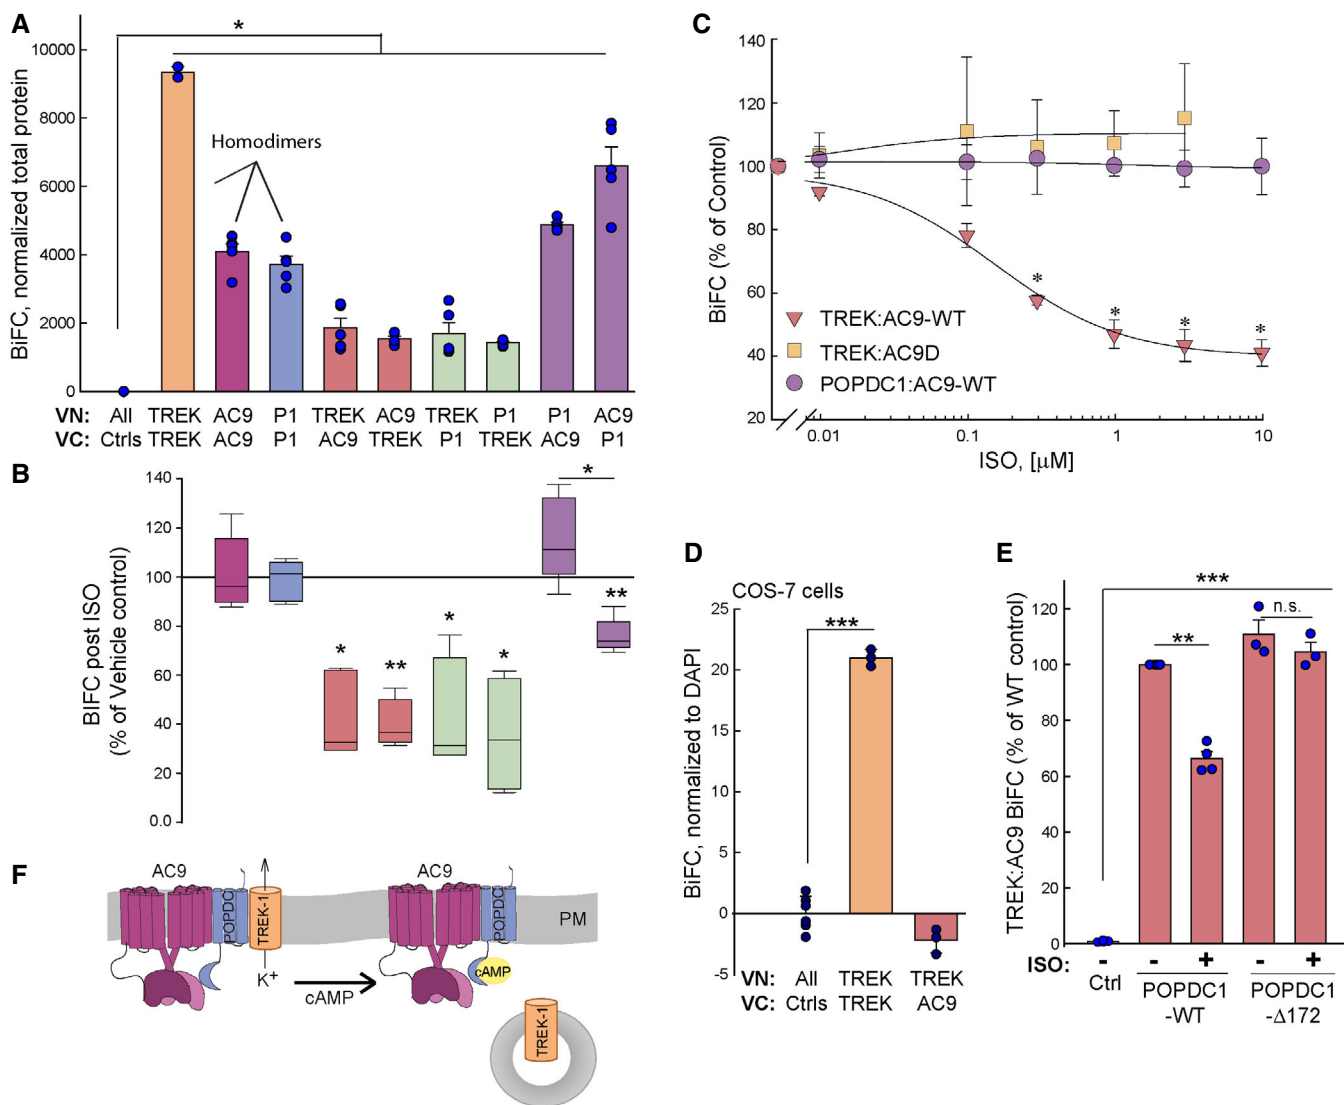 A
BiFC, normalized total protein
10000
8000
6000
4000
2000
0
*
Homodimers
VN: All TREK AC9 P1 TREK AC9 TREK P1 P1 AC9
VC: Ctrls TREK AC9 P1 AC9 TREK P1 TREK AC9 P1
B
BIFC post ISO
(% of Vehicle control)
140
120
100
80
60
40
20
0.0
* ** * * * **
C
BiFC (% of Control)
140
120
100
80
60
40
20
* * * *
TREK:AC9-WT
TREK:AC9D
POPDC1:AC9-WT
0.01 0.1 1 10
ISO, [μM]
D
COS-7 cells
BiFC, normalized to DAPI
25
20
15
10
5
0
-5
***
VN: All TREK TREK
VC: Ctrls TREK AC9
E
TREK:AC9 BiFC (% of WT control)
120
100
80
60
40
20
0
***
** n.s.
ISO: - - + - +
Ctrl POPDC1 POPDC1
-WT -Δ172
F
AC9 AC9
POPDC TREK-1 POPDC PM
K+ cAMP cAMP
TREK-1